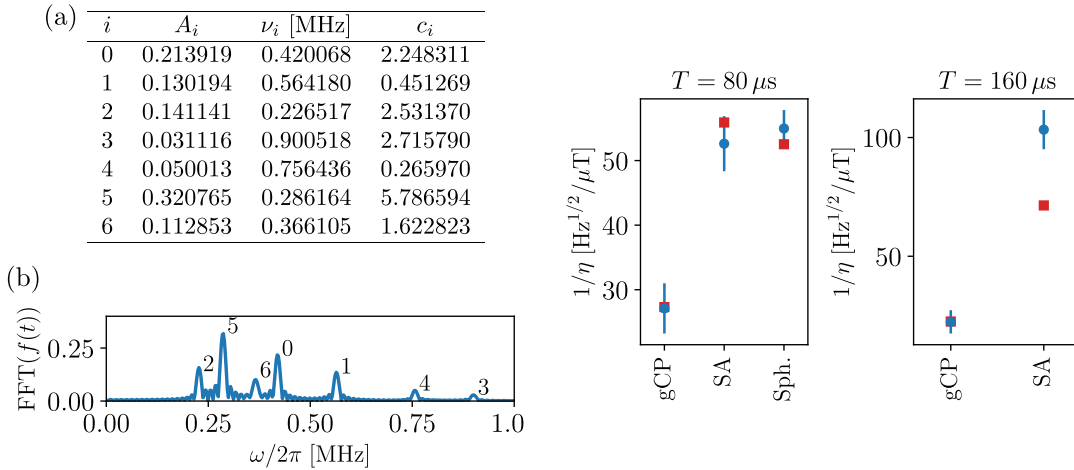 (a)
i A_i ν_i [MHz] c_i
0 0.213919 0.420068 2.248311
1 0.130194 0.564180 0.451269
2 0.141141 0.226517 2.531370
3 0.031116 0.900518 2.715790
4 0.050013 0.756436 0.265970
5 0.320765 0.286164 5.786594
6 0.112853 0.366105 1.622823
(b)
FFT(f(t))
0.25
0.00
2 5 6 0 1 4 3
0.00 0.25 0.50 0.75 1.0
ω/2π [MHz]
T = 80 μs
1/η [Hz^{1/2}/μT]
50
30
gCP SA Sph.
T = 160 μs
1/η [Hz^{1/2}/μT]
100
50
gCP SA